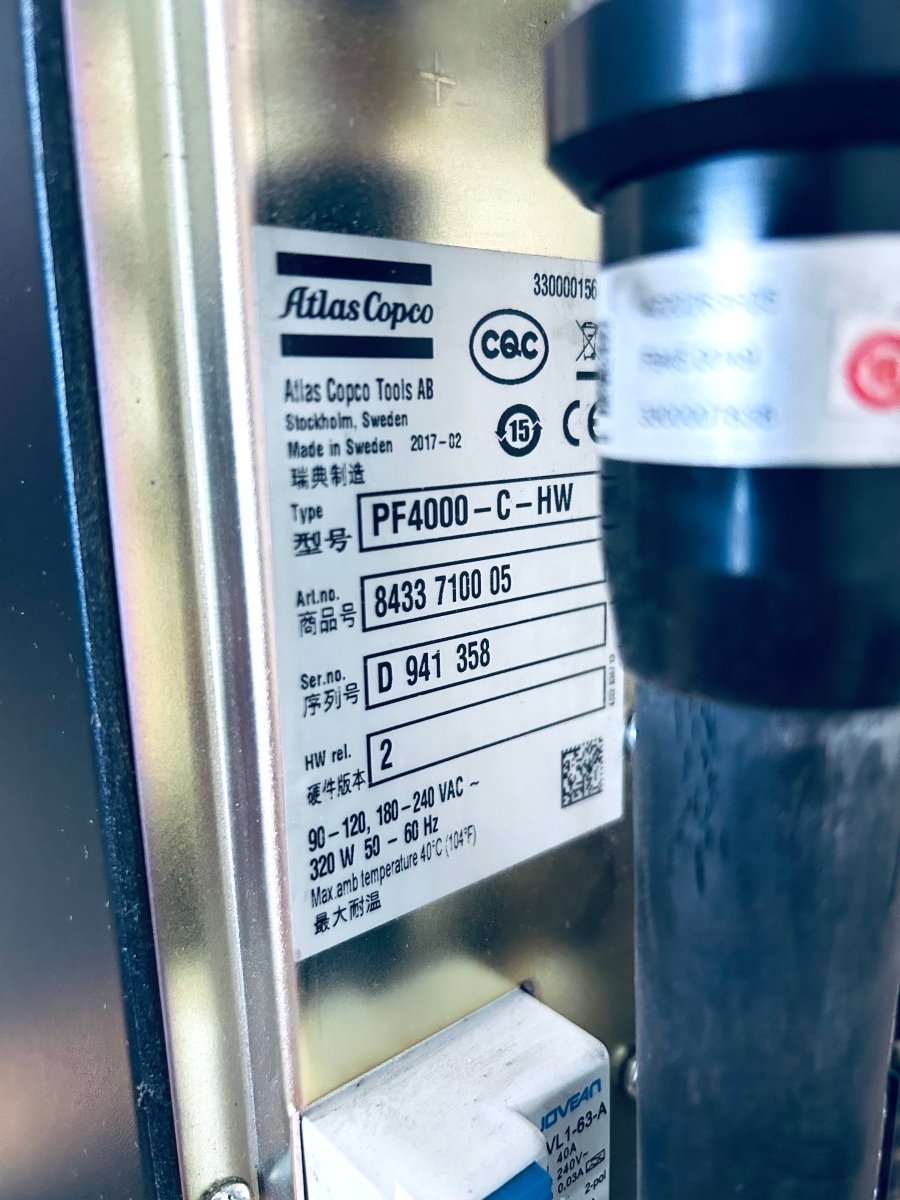 Atlas Copco
330000156
CQC
15
CE
Atlas Copco Tools AB
Stockholm, Sweden
Made in Sweden 2017-02
瑞典制造
Type
型号
PF4000-C-HW
Art.no.
商品号
8433 7100 05
Ser.no.
序列号
D 941 358
HW rel.
硬件版本
2
90-120, 180-240 VAC ~
320 W 50-60 Hz
Max.amb temperature 40°C (104°F)
最大耐温
VL1-63-A
40A
240V~
0.03A
2-pol